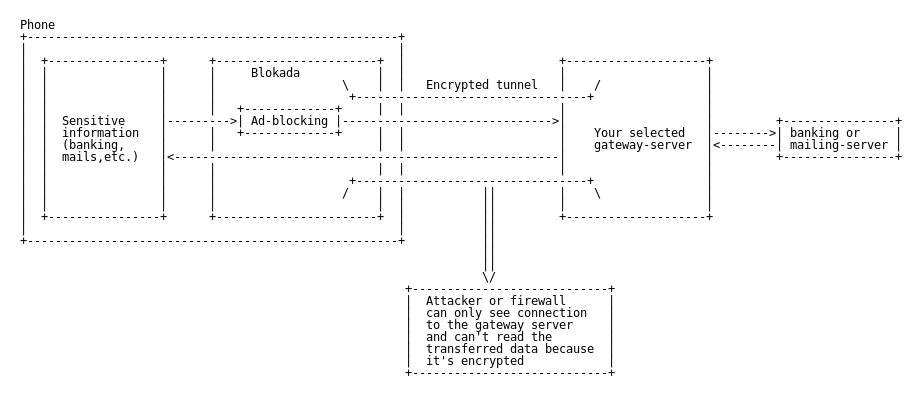 Phone
Blokada
Encrypted tunnel
Ad-blocking
Sensitive
information
(banking,
mails,etc.)
Your selected
gateway-server
banking or
mailing-server
Attacker or firewall
can only see connection
to the gateway server
and can't read the
transferred data because
it's encrypted